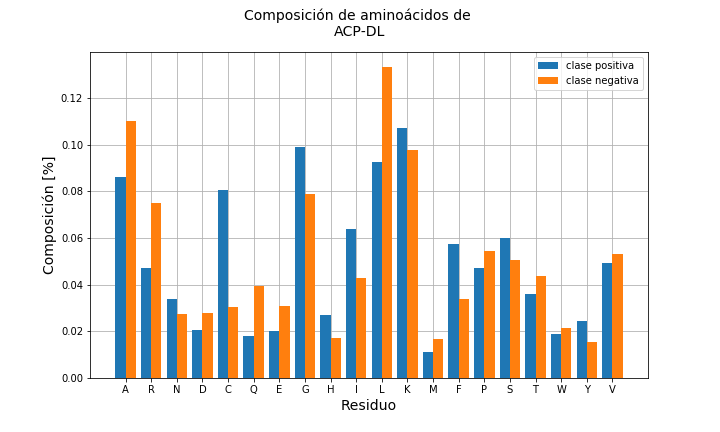 Composición de aminoácidos de
ACP-DL
clase positiva
clase negativa
Composición [%]
0.12
0.10
0.08
0.06
0.04
0.02
0.00
A R N D C Q E G H I L K M F P S T W Y V
Residuo